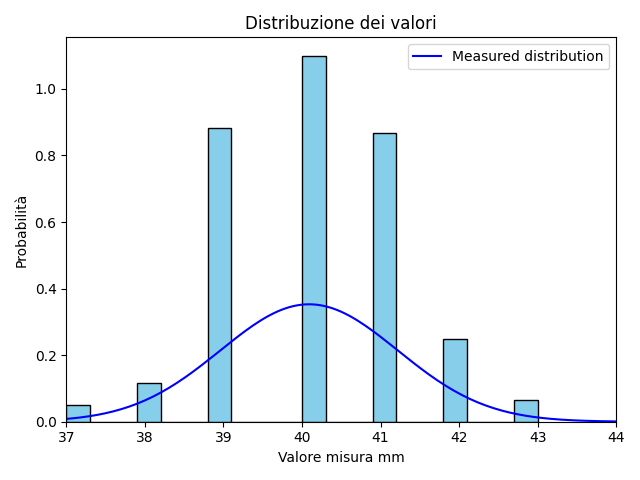 Distribuzione dei valori
Measured distribution
1.0
0.8
0.6
0.4
0.2
0.0
Probabilità
37 38 39 40 41 42 43 44
Valore misura mm